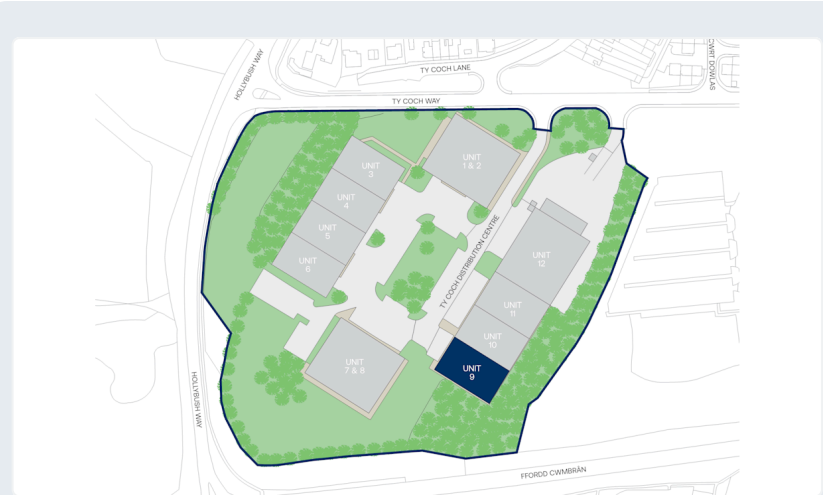 HOLLYBUSH WAY
TY COCH LANE
CWRT DOWLAS
TY COCH WAY
UNIT
1 & 2
UNIT
3
UNIT
4
UNIT
5
UNIT
6
TY COCH DISTRIBUTION CENTRE
UNIT
12
UNIT
11
UNIT
10
UNIT
9
UNIT
7 & 8
HOLLYBUSH WAY
FFORDD CWMBRÂN